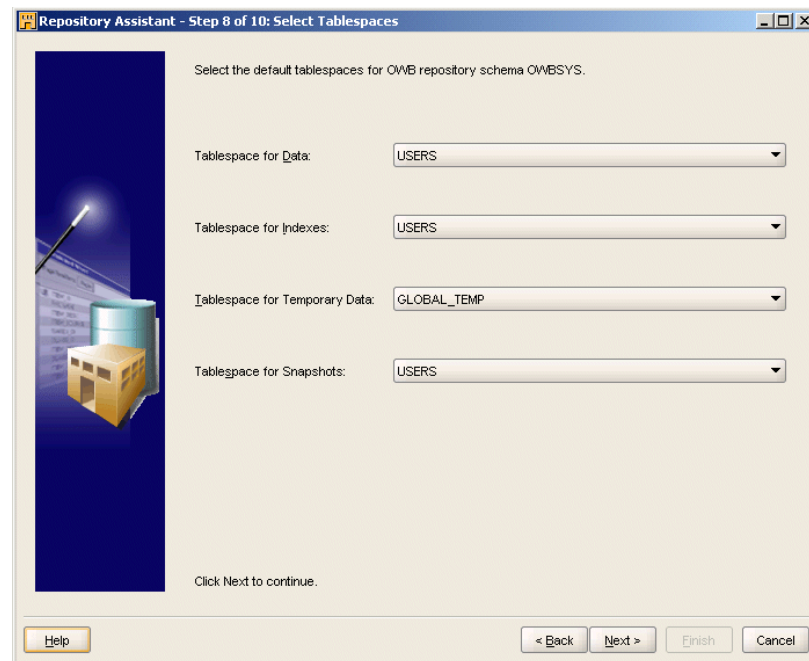 Repository Assistant - Step 8 of 10: Select Tablespaces
Select the default tablespaces for OWB repository schema OWBSYS.
Tablespace for Data: USERS
Tablespace for Indexes: USERS
Tablespace for Temporary Data: GLOBAL_TEMP
Tablespace for Snapshots: USERS
Click Next to continue.
Help < Back Next > Finish Cancel